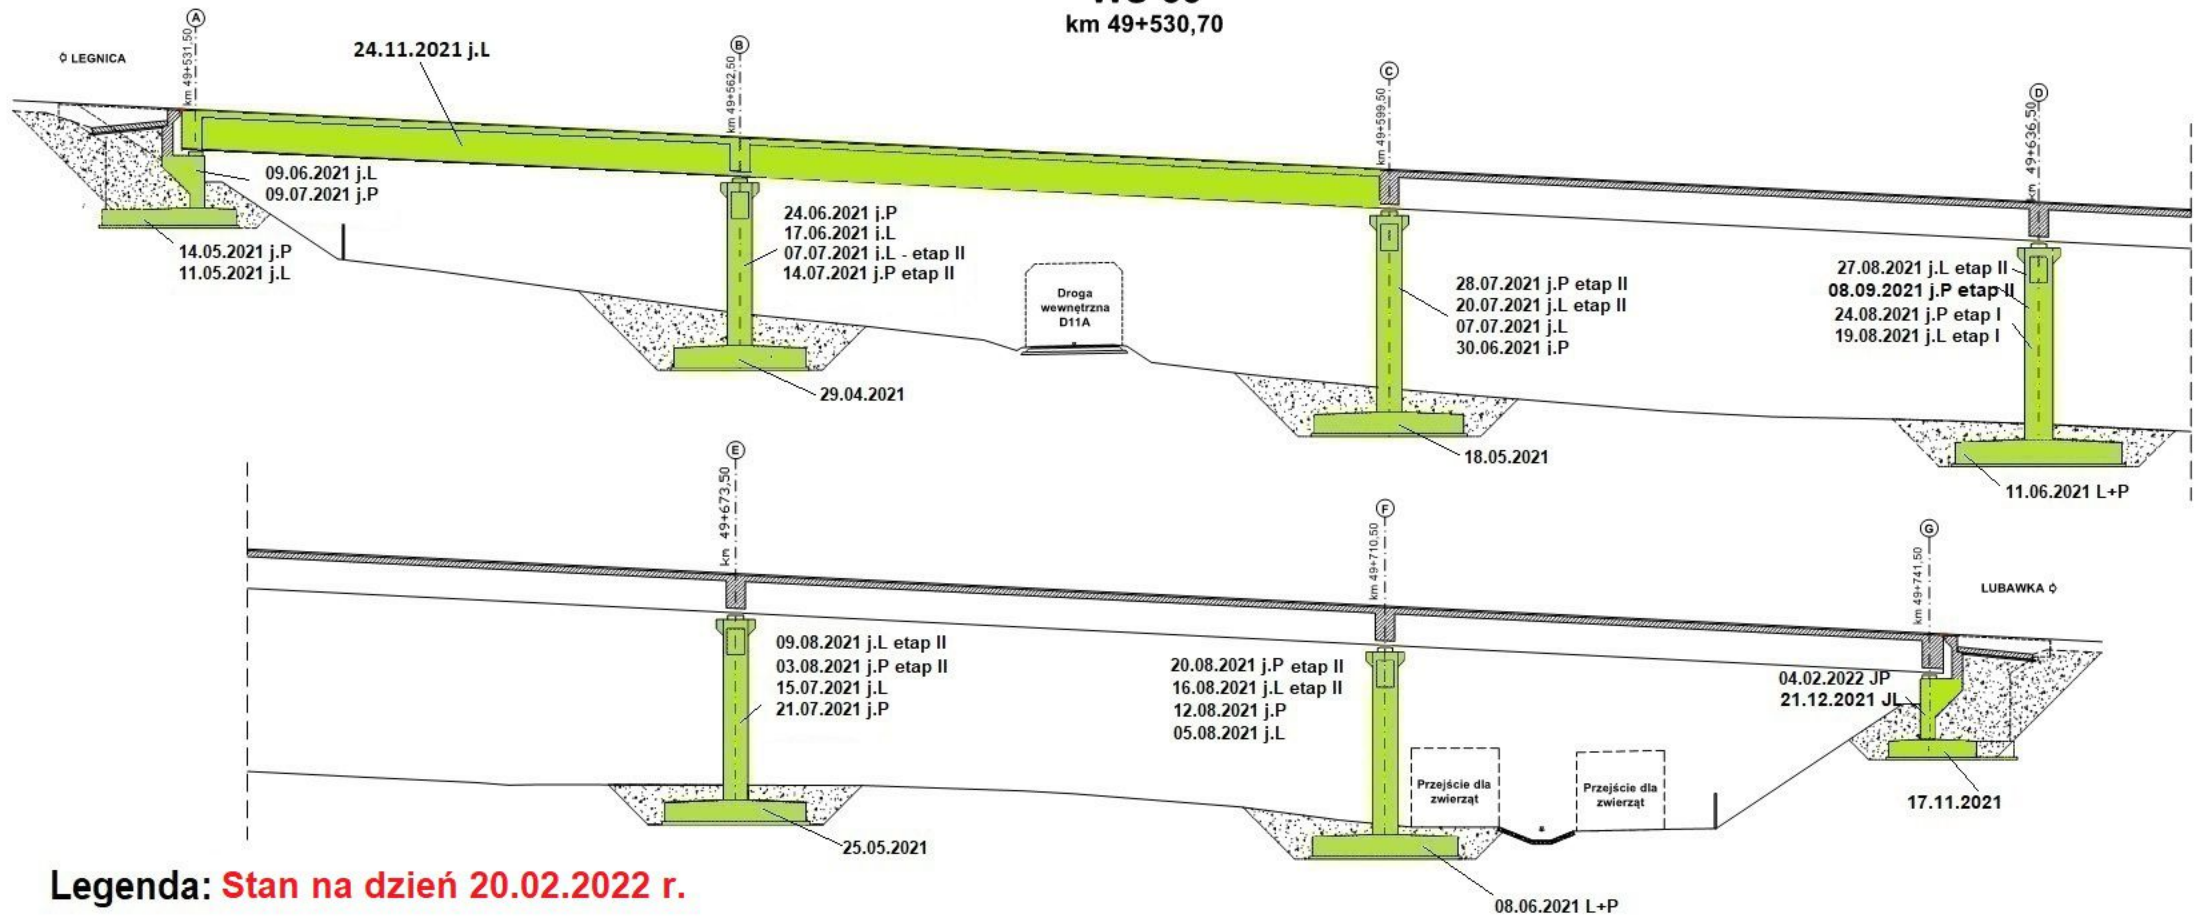 km 49+530,70
A
B
C
D
km 49+531,50
km 49+562,50
km 49+599,50
km 49+636,50
LEGNICA
24.11.2021 j.L
09.06.2021 j.L
09.07.2021 j.P
14.05.2021 j.P
11.05.2021 j.L
24.06.2021 j.P
17.06.2021 j.L
07.07.2021 j.L - etap II
14.07.2021 j.P etap II
29.04.2021
Droga
wewnętrzna
D11A
28.07.2021 j.P etap II
20.07.2021 j.L etap II
07.07.2021 j.L
30.06.2021 j.P
18.05.2021
27.08.2021 j.L etap II
08.09.2021 j.P etap II
24.08.2021 j.P etap I
19.08.2021 j.L etap I
11.06.2021 L+P
E
F
G
km 49+673,50
km 49+710,50
km 49+741,50
LUBAWKA
09.08.2021 j.L etap II
03.08.2021 j.P etap II
15.07.2021 j.L
21.07.2021 j.P
25.05.2021
20.08.2021 j.P etap II
16.08.2021 j.L etap II
12.08.2021 j.P
05.08.2021 j.L
08.06.2021 L+P
Przejście dla
zwierząt
Przejście dla
zwierząt
04.02.2022 JP
21.12.2021 JL
17.11.2021
Legenda: Stan na dzień 20.02.2022 r.